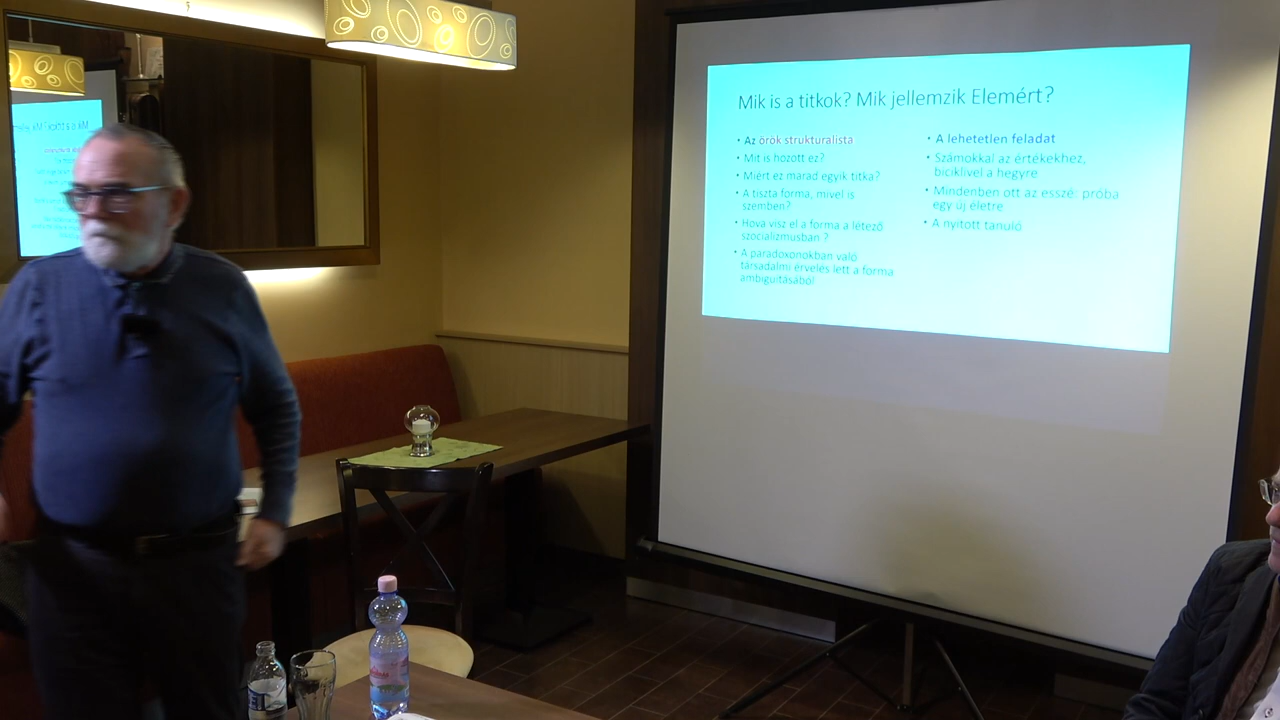 Mik is a titkok? Mik jellemzik Elemért?
• Az örök strukturalista
• Mit is hozott ez?
• Miért ez marad egyik titka?
• A tiszta forma, mivel is
szemben?
• Hova visz el a forma a létező
szocializmusban ?
• A paradoxonokban való
társadalmi érvelés lett a forma
ambiguitásából
• A lehetetlen feladat
• Számokkal az értékekhez,
biciklivel a hegyre
• Mindenben ott az esszé: próba
egy új életre
• A nyitott tanuló